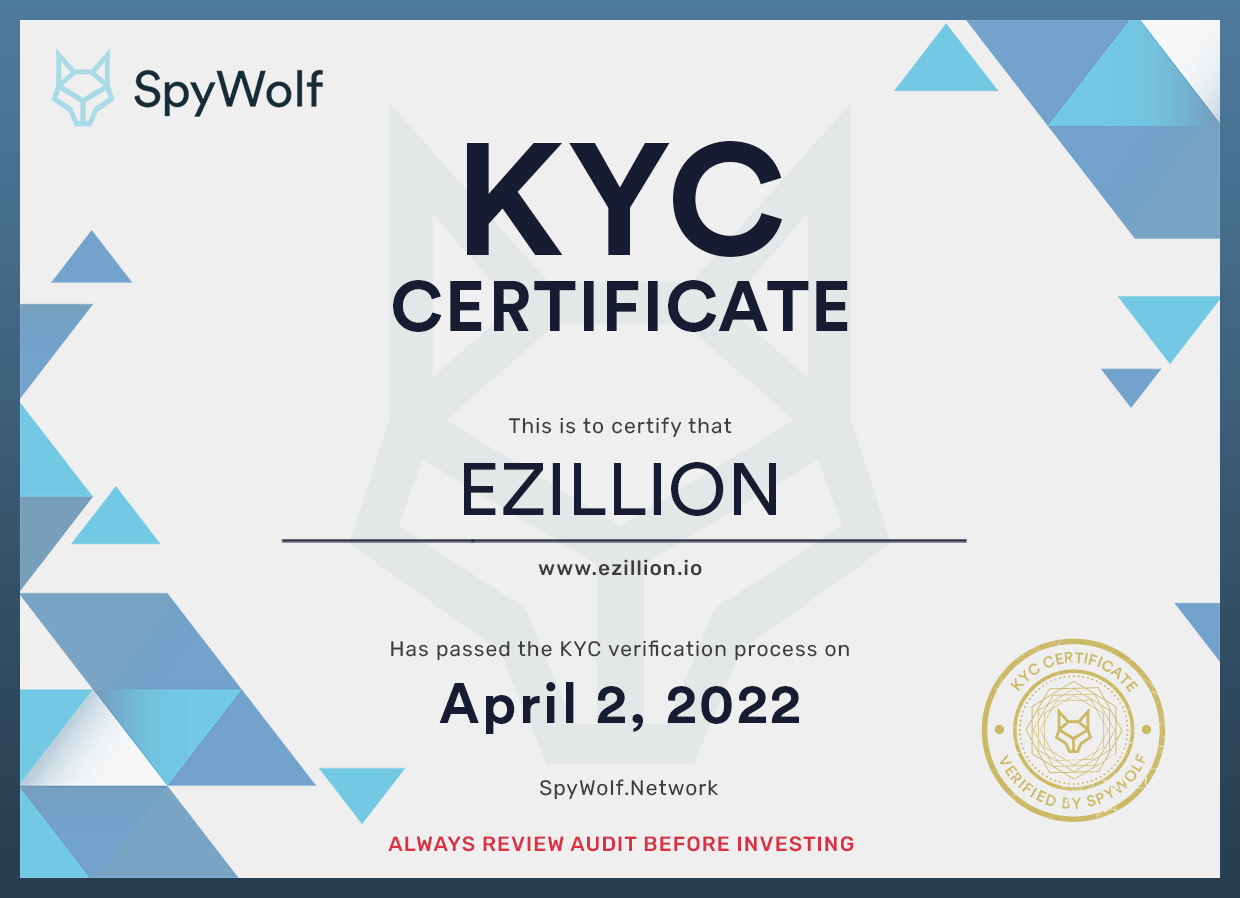 SpyWolf
KYC
CERTIFICATE
This is to certify that
EZILLION
www.ezillion.io
Has passed the KYC verification process on
April 2, 2022
KYC CERTIFICATE
VERIFIED BY SPYWOLF
SpyWolf.Network
ALWAYS REVIEW AUDIT BEFORE INVESTING